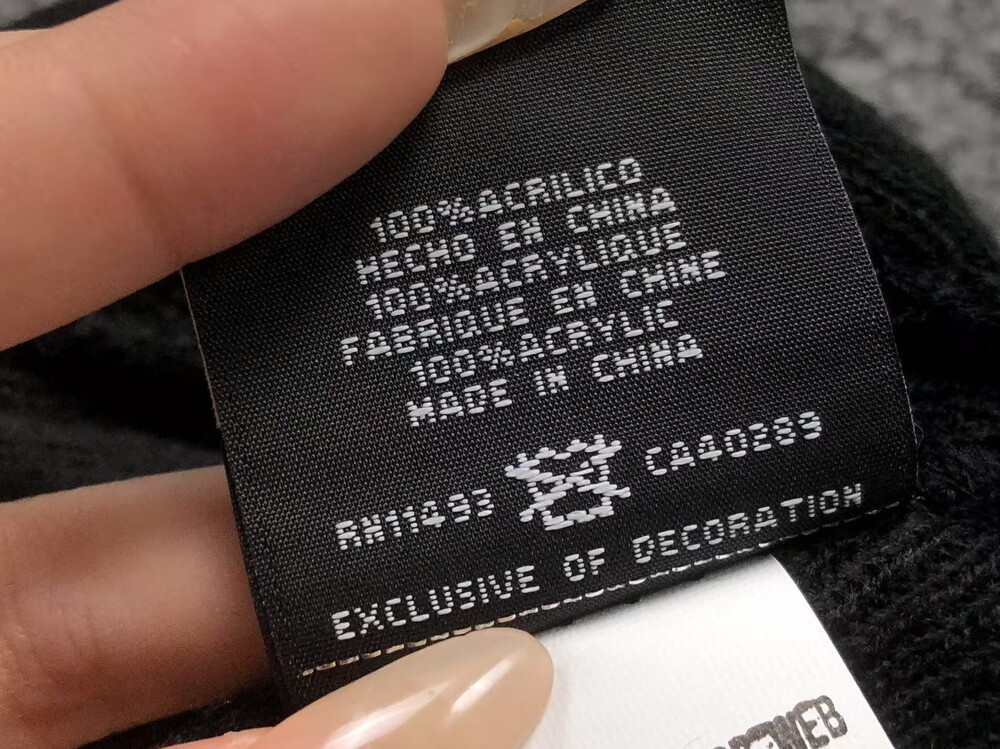 100%ACRILICO
HECHO EN CHINA
100%ACRYLIQUE
FABRIQUE EN CHINE
100%ACRYLIC
MADE IN CHINA
RN11493 CA40289
EXCLUSIVE OF DECORATION